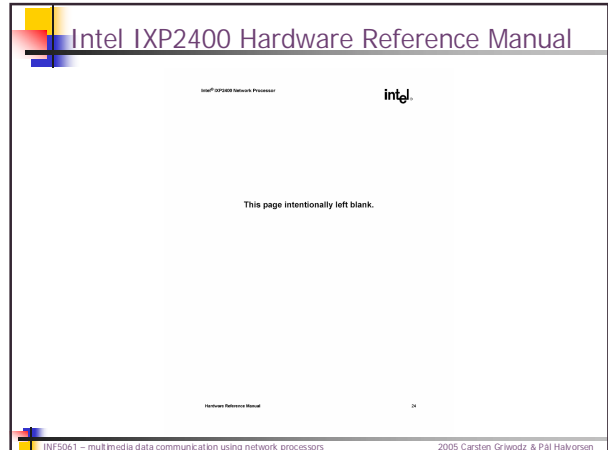 Intel IXP2400 Hardware Reference Manual
Intel® IXP2400 Network Processor
intel®
This page intentionally left blank.
Hardware Reference Manual 24
INF5061 – multimedia data communication using network processors 2005 Carsten Griwodz & Pål Halvorsen